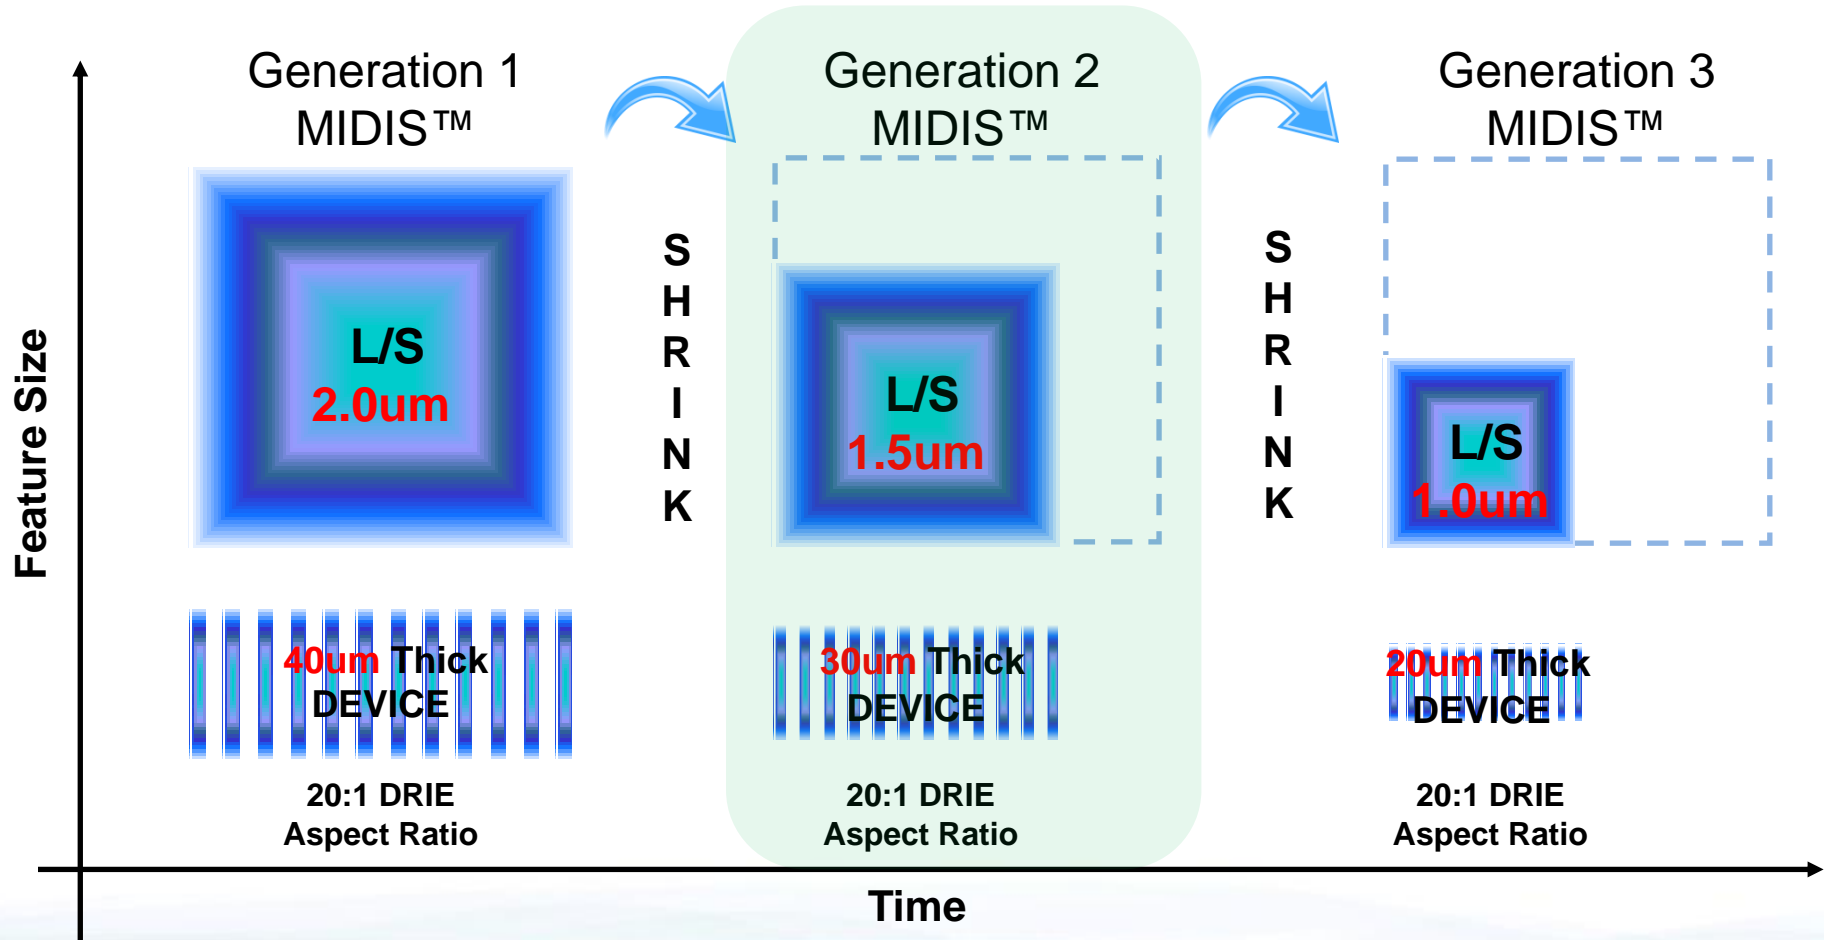 Generation 1
MIDIS™
Generation 2
MIDIS™
Generation 3
MIDIS™
Feature Size
L/S
2.0um
SHRINK
L/S
1.5um
SHRINK
L/S
1.0um
40um Thick
DEVICE
30um Thick
DEVICE
20um Thick
DEVICE
20:1 DRIE
Aspect Ratio
20:1 DRIE
Aspect Ratio
20:1 DRIE
Aspect Ratio
Time